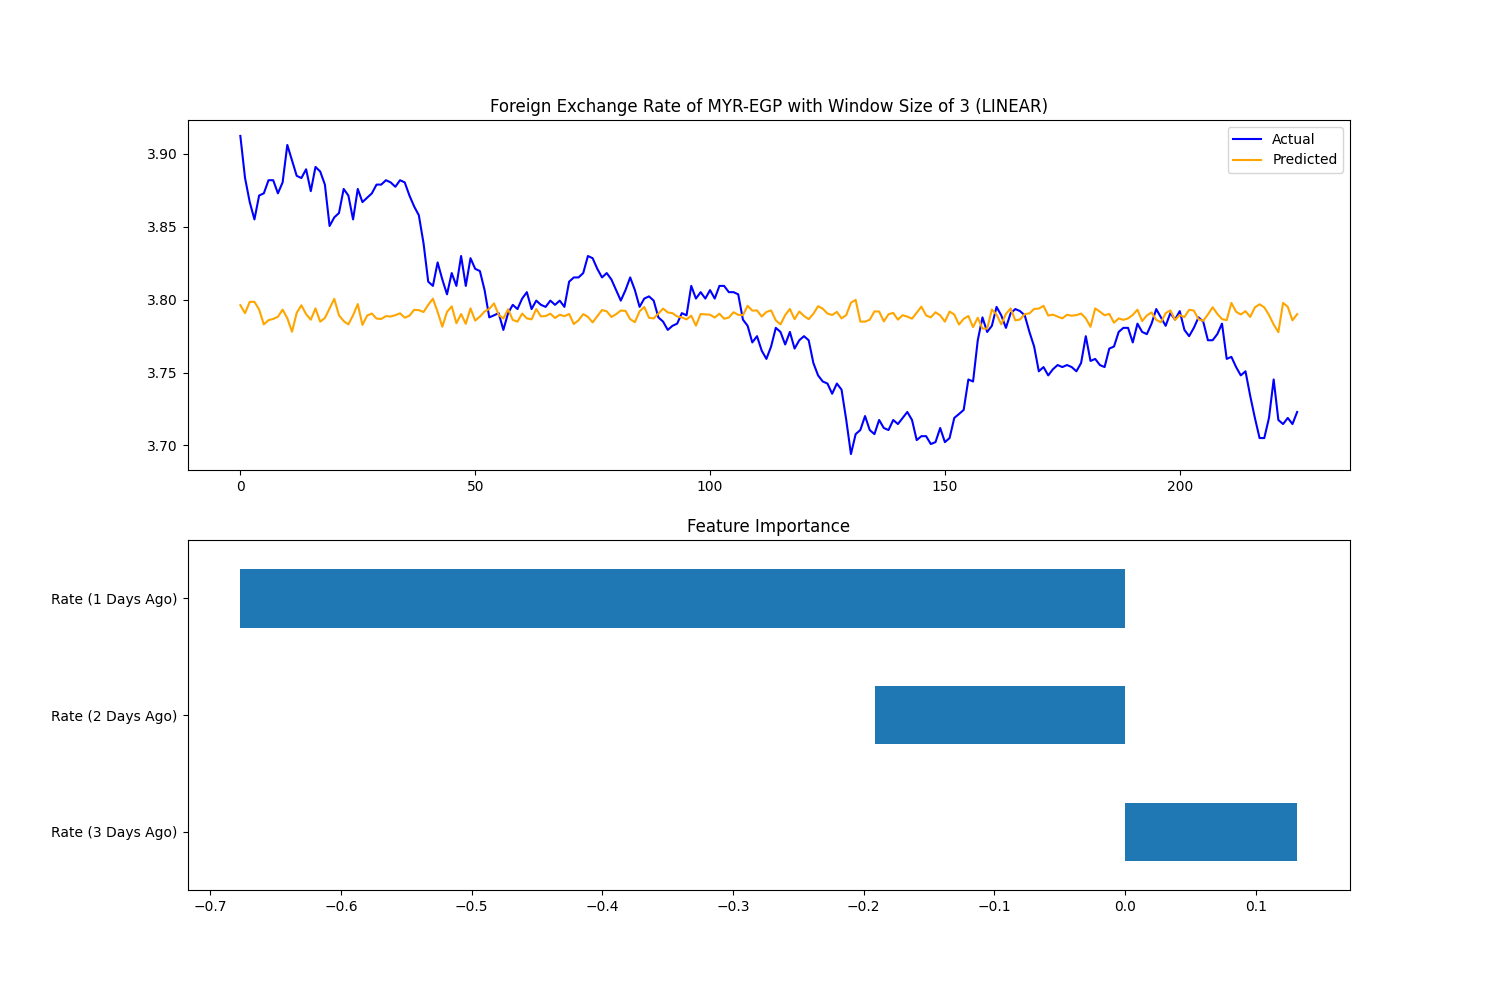 Foreign Exchange Rate of MYR-EGP with Window Size of 3 (LINEAR)
Actual
Predicted
3.90
3.85
3.80
3.75
3.70
0 50 100 150 200
Feature Importance
Rate (1 Days Ago)
Rate (2 Days Ago)
Rate (3 Days Ago)
−0.7 −0.6 −0.5 −0.4 −0.3 −0.2 −0.1 0.0 0.1